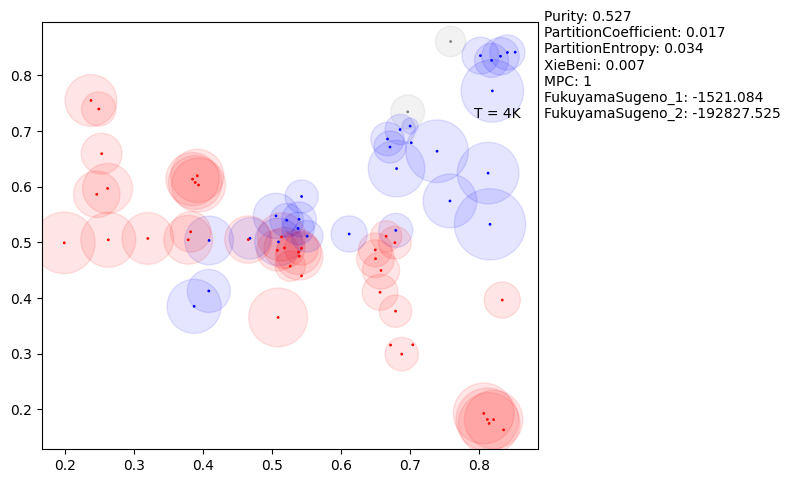 Purity: 0.527
PartitionCoefficient: 0.017
PartitionEntropy: 0.034
XieBeni: 0.007
MPC: 1
FukuyamaSugeno_1: -1521.084
FukuyamaSugeno_2: -192827.525
T = 4K
0.8
0.7
0.6
0.5
0.4
0.3
0.2
0.2 0.3 0.4 0.5 0.6 0.7 0.8